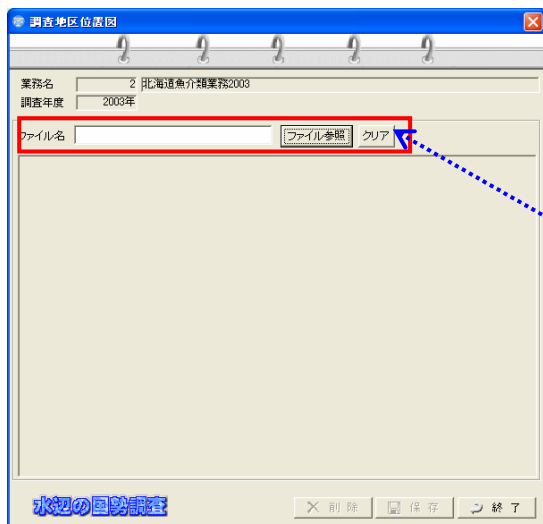 調査地区位置図
業務名 2 北海道魚介類業務2003
調査年度 2003年
ファイル名 ファイル参照 クリア
水辺の国勢調査 削除 保存 終了